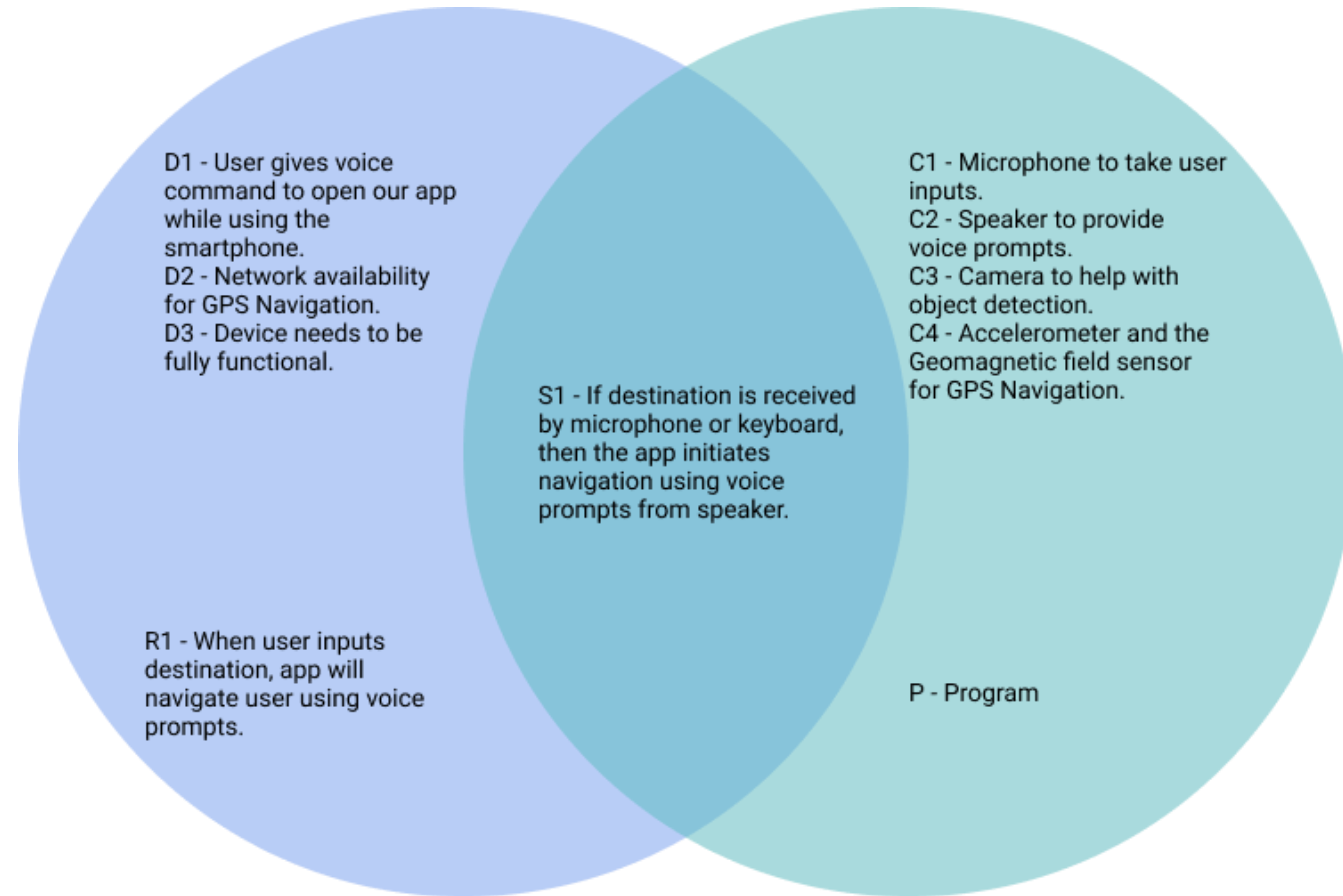 D1 - User gives voice
command to open our app
while using the
smartphone.
D2 - Network availability
for GPS Navigation.
D3 - Device needs to be
fully functional.
R1 - When user inputs
destination, app will
navigate user using voice
prompts.
S1 - If destination is received
by microphone or keyboard,
then the app initiates
navigation using voice
prompts from speaker.
C1 - Microphone to take user
inputs.
C2 - Speaker to provide
voice prompts.
C3 - Camera to help with
object detection.
C4 - Accelerometer and the
Geomagnetic field sensor
for GPS Navigation.
P - Program